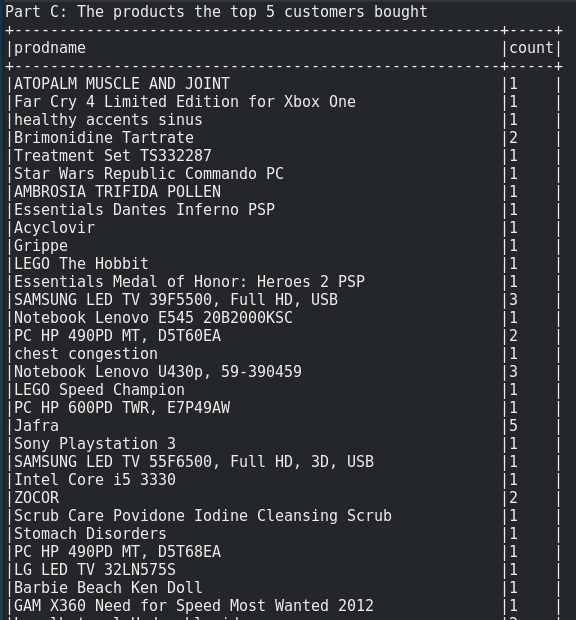 Part C: The products the top 5 customers bought
+------------------------------------------------------+-----+
|prodname                                              |count|
+------------------------------------------------------+-----+
|ATOPALM MUSCLE AND JOINT                              |1    |
|Far Cry 4 Limited Edition for Xbox One                |1    |
|healthy accents sinus                                 |1    |
|Brimonidine Tartrate                                  |2    |
|Treatment Set TS332287                                |1    |
|Star Wars Republic Commando PC                        |1    |
|AMBROSIA TRIFIDA POLLEN                               |1    |
|Essentials Dantes Inferno PSP                         |1    |
|Acyclovir                                             |1    |
|Grippe                                                |1    |
|LEGO The Hobbit                                       |1    |
|Essentials Medal of Honor: Heroes 2 PSP               |1    |
|SAMSUNG LED TV 39F5500, Full HD, USB                  |3    |
|Notebook Lenovo E545 20B2000KSC                       |1    |
|PC HP 490PD MT, D5T60EA                               |2    |
|chest congestion                                      |1    |
|Notebook Lenovo U430p, 59-390459                      |3    |
|LEGO Speed Champion                                   |1    |
|PC HP 600PD TWR, E7P49AW                              |1    |
|Jafra                                                 |5    |
|Sony Playstation 3                                    |1    |
|SAMSUNG LED TV 55F6500, Full HD, 3D, USB              |1    |
|Intel Core i5 3330                                    |1    |
|ZOCOR                                                 |2    |
|Scrub Care Povidone Iodine Cleansing Scrub            |1    |
|Stomach Disorders                                     |1    |
|PC HP 490PD MT, D5T68EA                               |1    |
|LG LED TV 32LN575S                                    |1    |
|Barbie Beach Ken Doll                                 |1    |
|GAM X360 Need for Speed Most Wanted 2012              |1    |